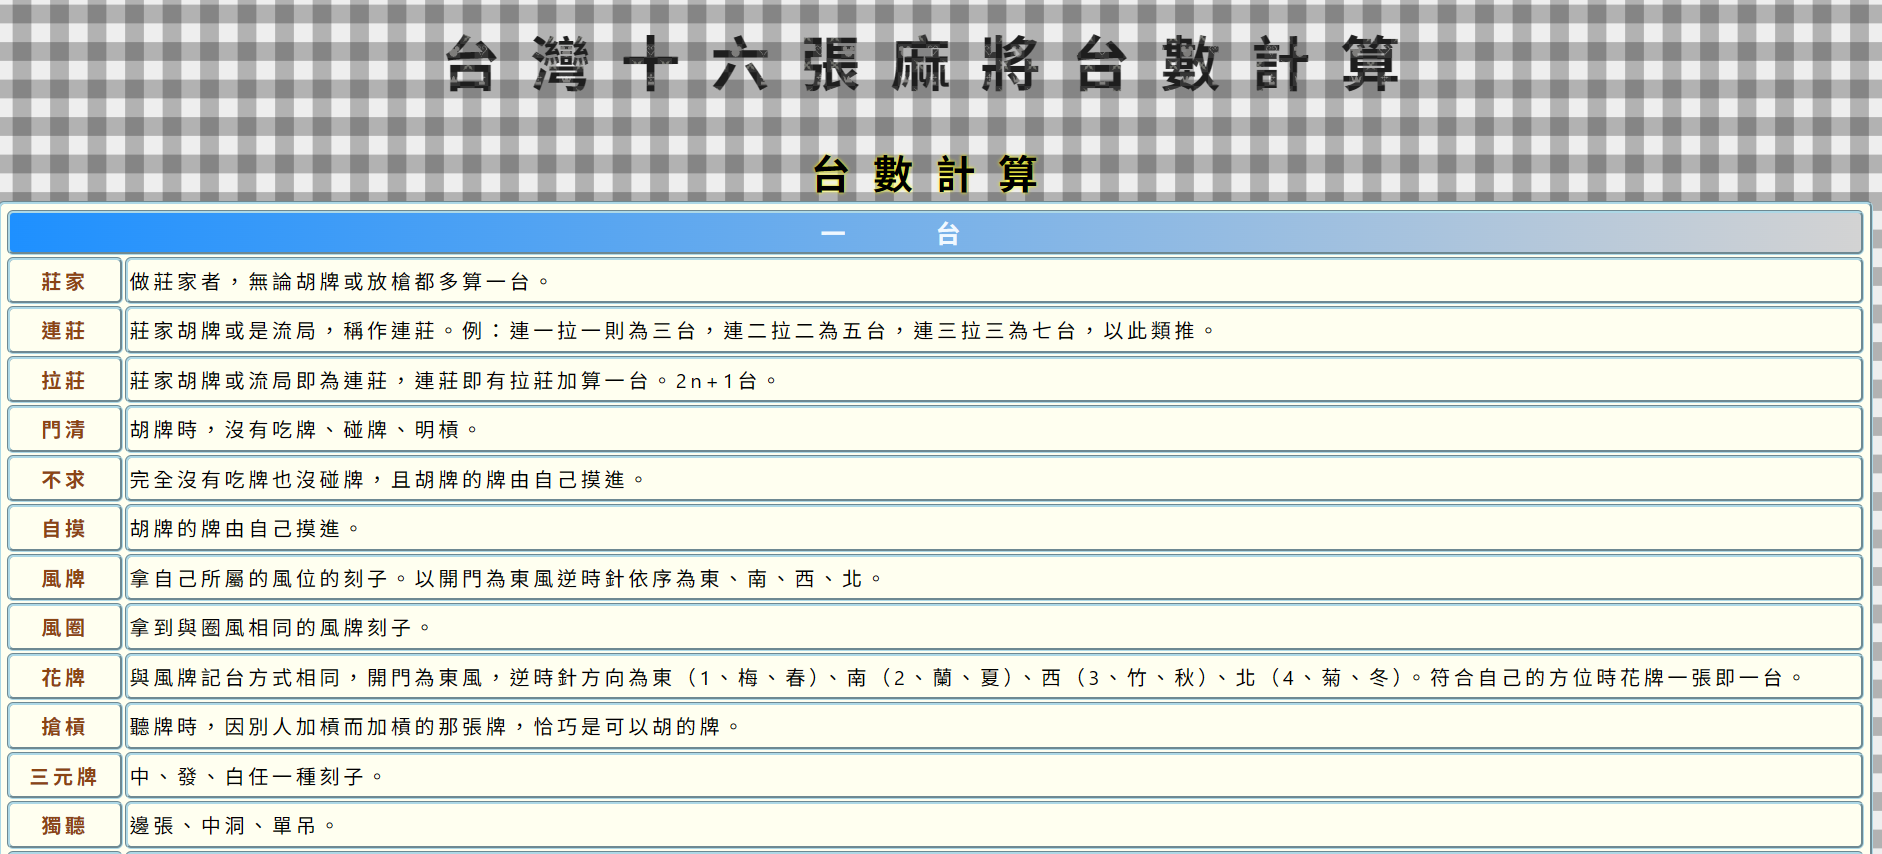 台灣十六張麻將台數計算
台數計算
一 台
莊家 做莊家者，無論胡牌或放槍都多算一台。
連莊 莊家胡牌或是流局，稱作連莊。例：連一拉一則為三台，連二拉二為五台，連三拉三為七台，以此類推。
拉莊 莊家胡牌或流局即為連莊，連莊即有拉莊加算一台。2n+1台。
門清 胡牌時，沒有吃牌、碰牌、明槓。
不求 完全沒有吃牌也沒碰牌，且胡牌的牌由自己摸進。
自摸 胡牌的牌由自己摸進。
風牌 拿自己所屬的風位的刻子。以開門為東風逆時針依序為東、南、西、北。
風圈 拿到與圈風相同的風牌刻子。
花牌 與風牌記台方式相同，開門為東風，逆時針方向為東（1、梅、春）、南（2、蘭、夏）、西（3、竹、秋）、北（4、菊、冬）。符合自己的方位時花牌一張即一台。
搶槓 聽牌時，因別人加槓而加槓的那張牌，恰巧是可以胡的牌。
三元牌 中、發、白任一種刻子。
獨聽 邊張、中洞、單吊。